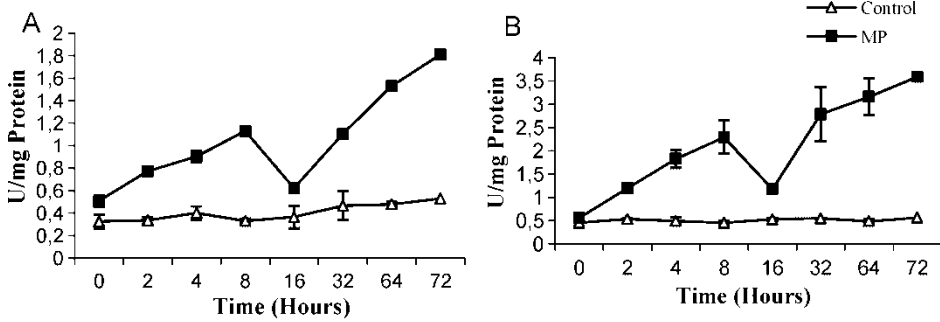 A
U/mg Protein
2
1,8
1,6
1,4
1,2
1
0,8
0,6
0,4
0,2
0
0 2 4 8 16 32 64 72
Time (Hours)
B
Control
MP
U/mg Protein
4
3,5
3
2,5
2
1,5
1
0,5
0
0 2 4 8 16 32 64 72
Time (Hours)